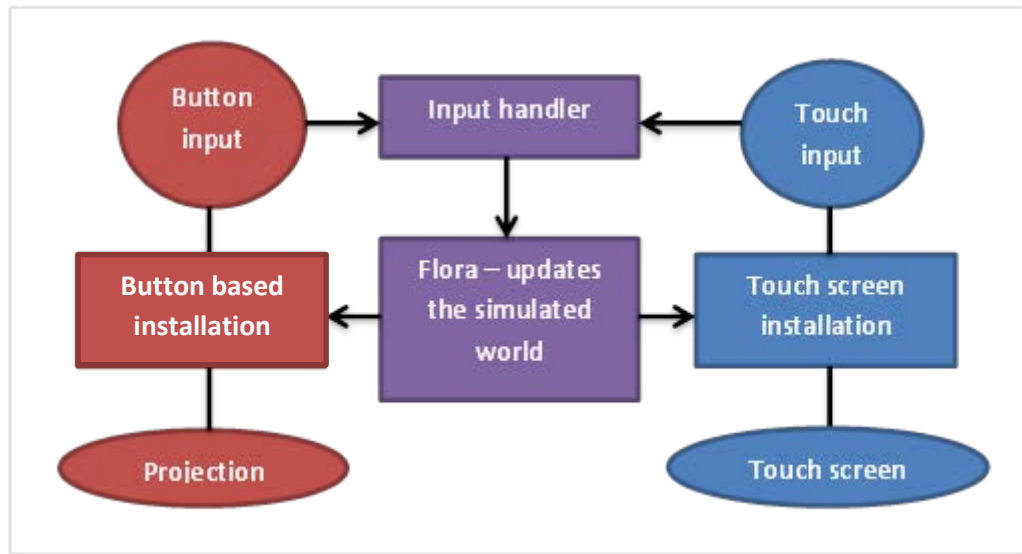 Button
input
Input handler
Touch
input
Button based
installation
Flora – updates
the simulated
world
Touch screen
installation
Projection
Touch screen